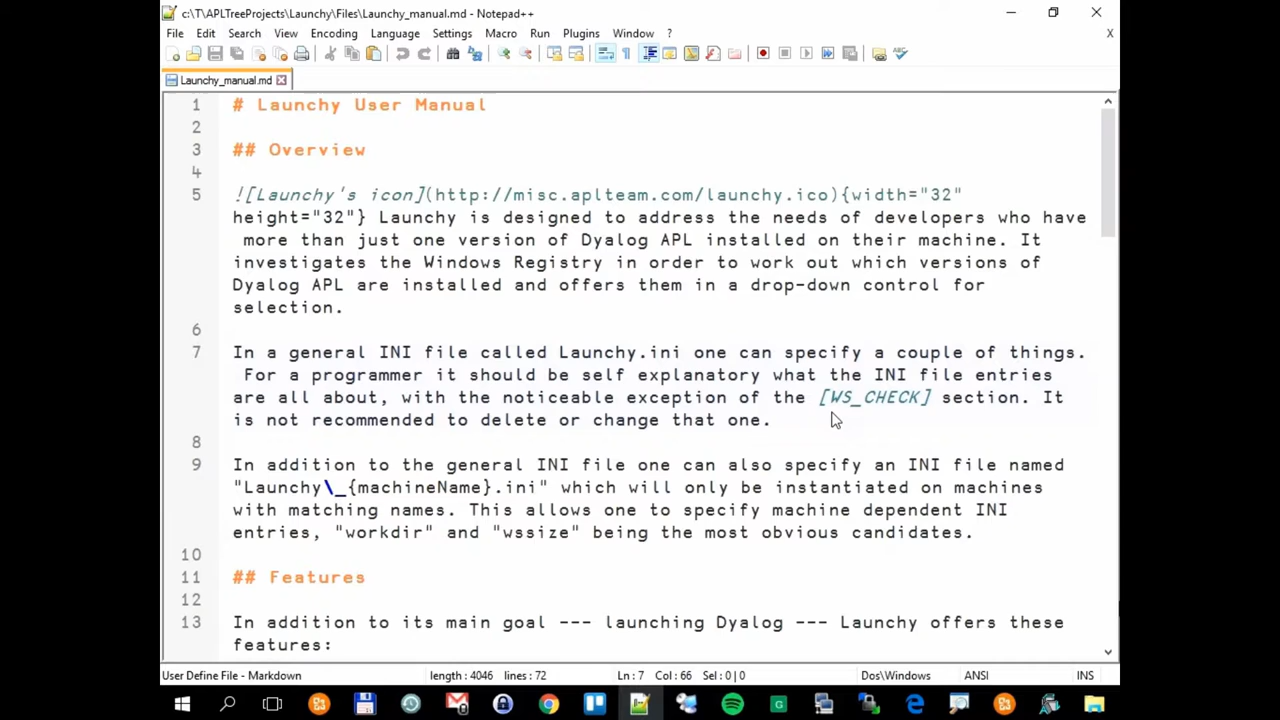 c:\T\APLTreeProjects\Launchy\Files\Launchy_manual.md - Notepad++
File Edit Search View Encoding Language Settings Macro Run Plugins Window ? X
Launchy_manual.md
1 # Launchy User Manual
2
3 ## Overview
4
5 ![Launchy's icon](http://misc.aplteam.com/launchy.ico){width="32"
height="32"} Launchy is designed to address the needs of developers who have
more than just one version of Dyalog APL installed on their machine. It
investigates the Windows Registry in order to work out which versions of
Dyalog APL are installed and offers them in a drop-down control for
selection.
6
7 In a general INI file called Launchy.ini one can specify a couple of things.
For a programmer it should be self explanatory what the INI file entries
are all about, with the noticeable exception of the [WS_CHECK] section. It
is not recommended to delete or change that one.
8
9 In addition to the general INI file one can also specify an INI file named
"Launchy\_{machineName}.ini" which will only be instantiated on machines
with matching names. This allows one to specify machine dependent INI
entries, "workdir" and "wssize" being the most obvious candidates.
10
11 ## Features
12
13 In addition to its main goal --- launching Dyalog --- Launchy offers these
features:
User Define File - Markdown length: 4046 lines: 72 Ln: 7 Col: 66 Sel: 0 | 0 Dos\Windows ANSI INS